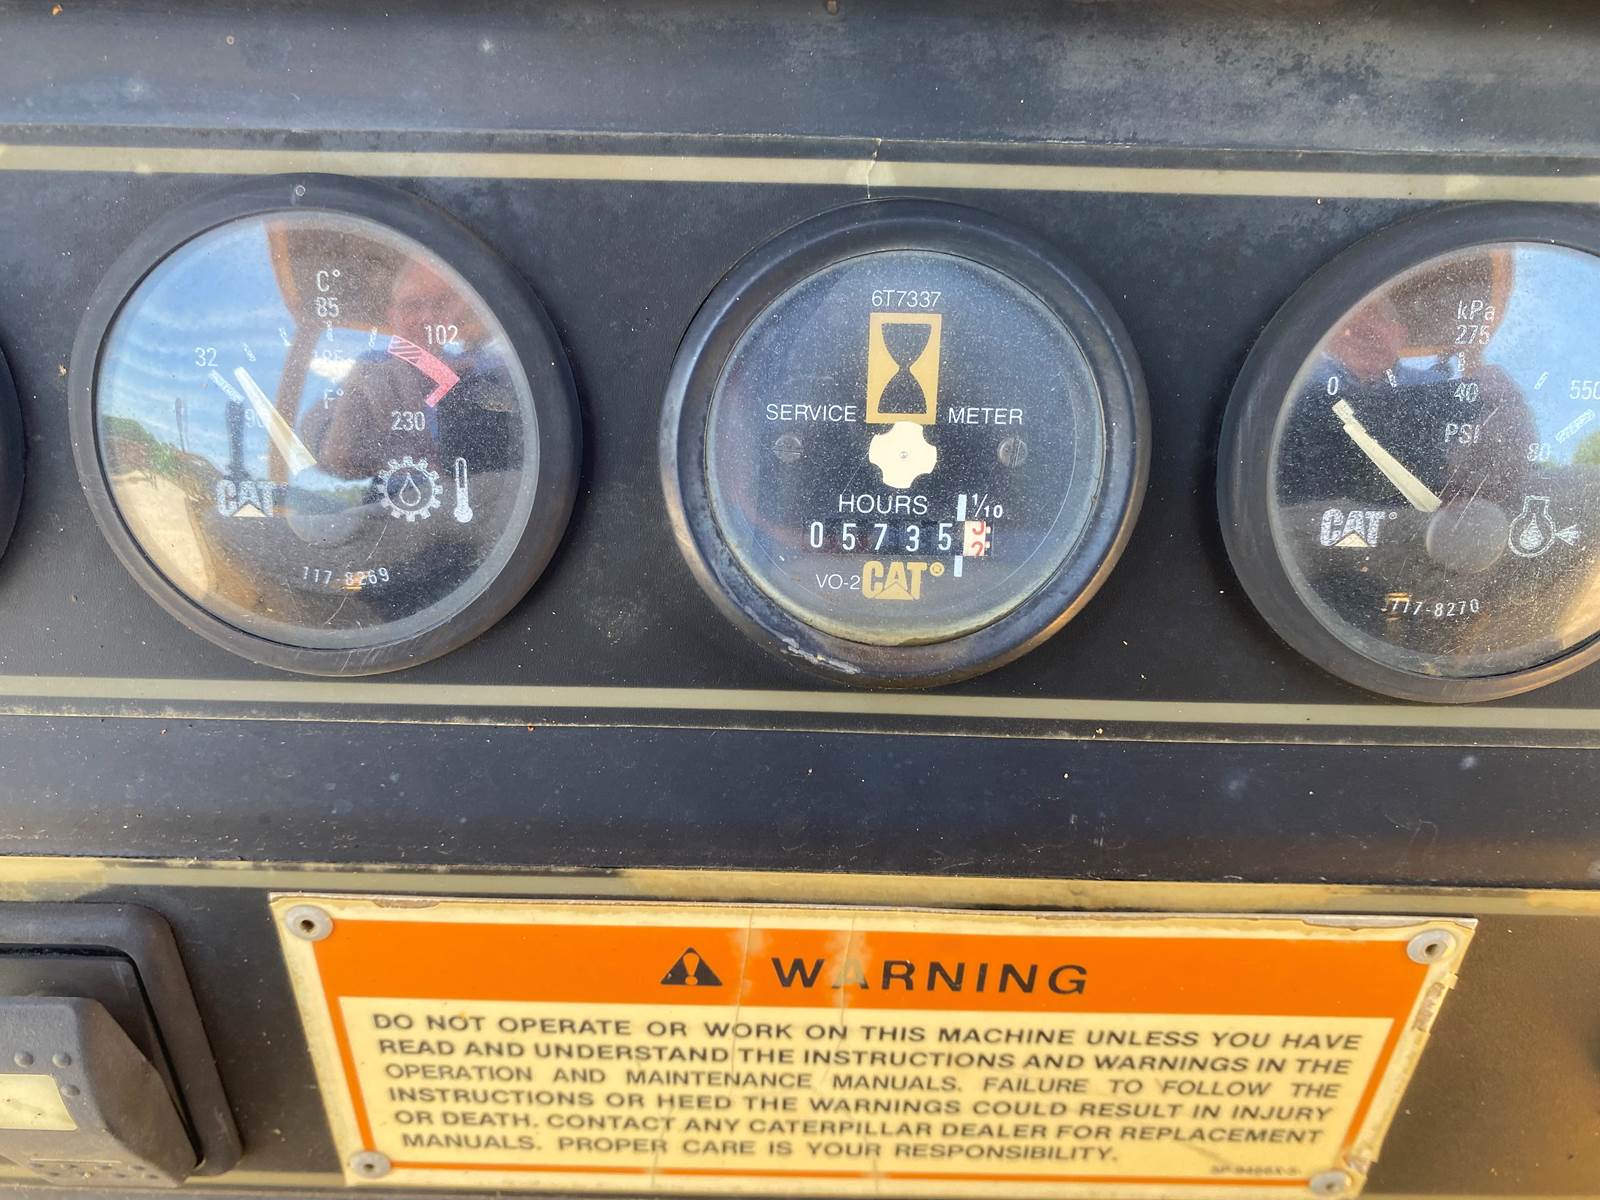 C°
85
102
32
185
F°
90
230
CAT
117-8269
6T7337
SERVICE METER
HOURS 1/10
05735
VO-2 CAT®
kPa
275
0
40
550
PSI
80
CAT®
117-8270
WARNING
DO NOT OPERATE OR WORK ON THIS MACHINE UNLESS YOU HAVE
READ AND UNDERSTAND THE INSTRUCTIONS AND WARNINGS IN THE
OPERATION AND MAINTENANCE MANUALS. FAILURE TO FOLLOW THE
INSTRUCTIONS OR HEED THE WARNINGS COULD RESULT IN INJURY
OR DEATH. CONTACT ANY CATERPILLAR DEALER FOR REPLACEMENT
MANUALS. PROPER CARE IS YOUR RESPONSIBILITY.